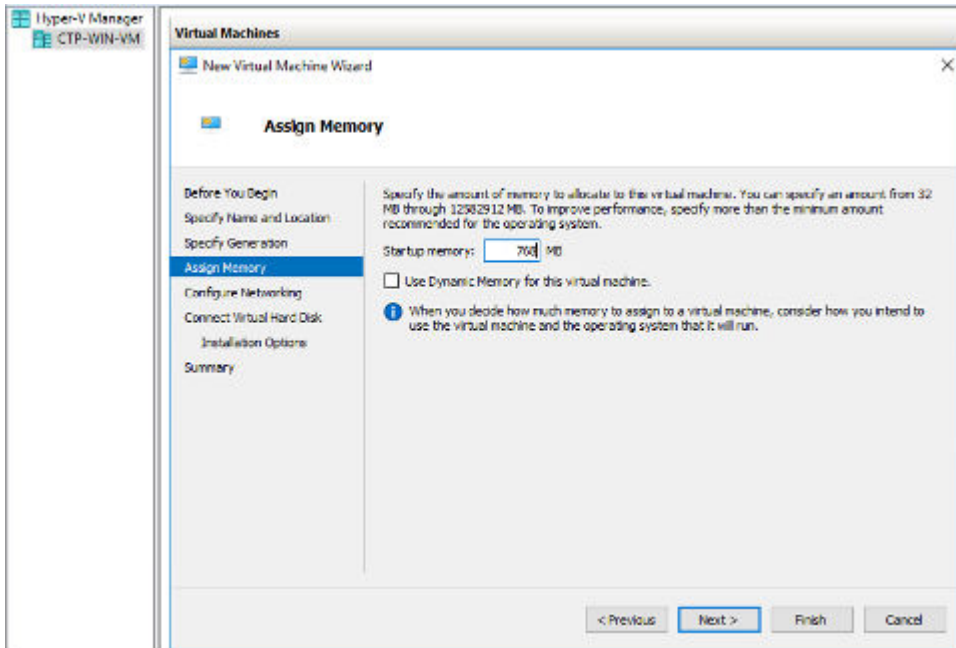 Hyper-V Manager
CTP-WIN-VM
Virtual Machines
New Virtual Machine Wizard
Assign Memory
Before You Begin
Specify Name and Location
Specify Generation
Assign Memory
Configure Networking
Connect Virtual Hard Disk
Installation Options
Summary
Specify the amount of memory to allocate to this virtual machine. You can specify an amount from 32
MB through 12582912 MB. To improve performance, specify more than the minimum amount
recommended for the operating system.
Startup memory: 768 MB
Use Dynamic Memory for this virtual machine.
When you decide how much memory to assign to a virtual machine, consider how you intend to
use the virtual machine and the operating system that it will run.
< Previous
Next >
Finish
Cancel